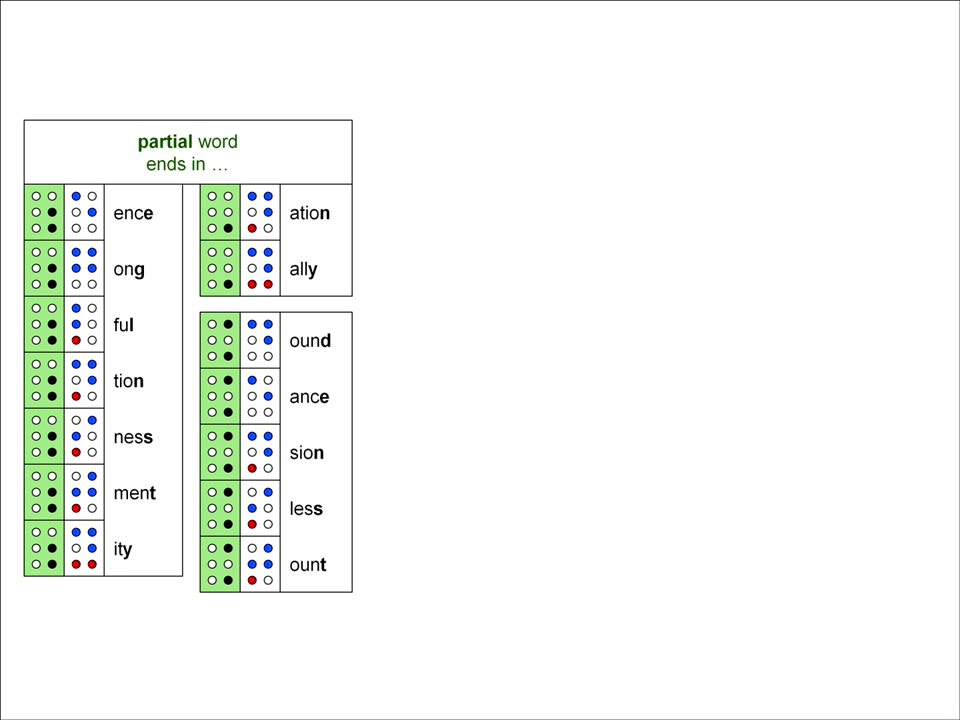 partial word
ends in …
ence
ong
ful
tion
ness
ment
ity
ation
ally
ound
ance
sion
less
ount